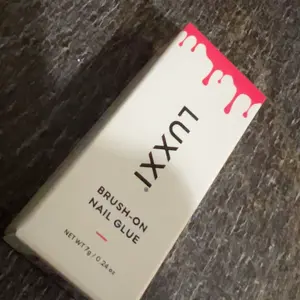 LUXXI®
BRUSH-ON
NAIL GLUE
NET WT 7g / 0.24 oz